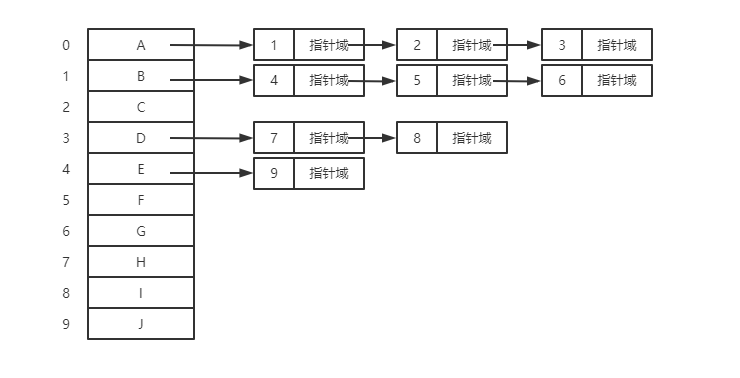 0 A 1 指针域 2 指针域 3 指针域
1 B 4 指针域 5 指针域 6 指针域
2 C
3 D 7 指针域 8 指针域
4 E 9 指针域
5 F
6 G
7 H
8 I
9 J